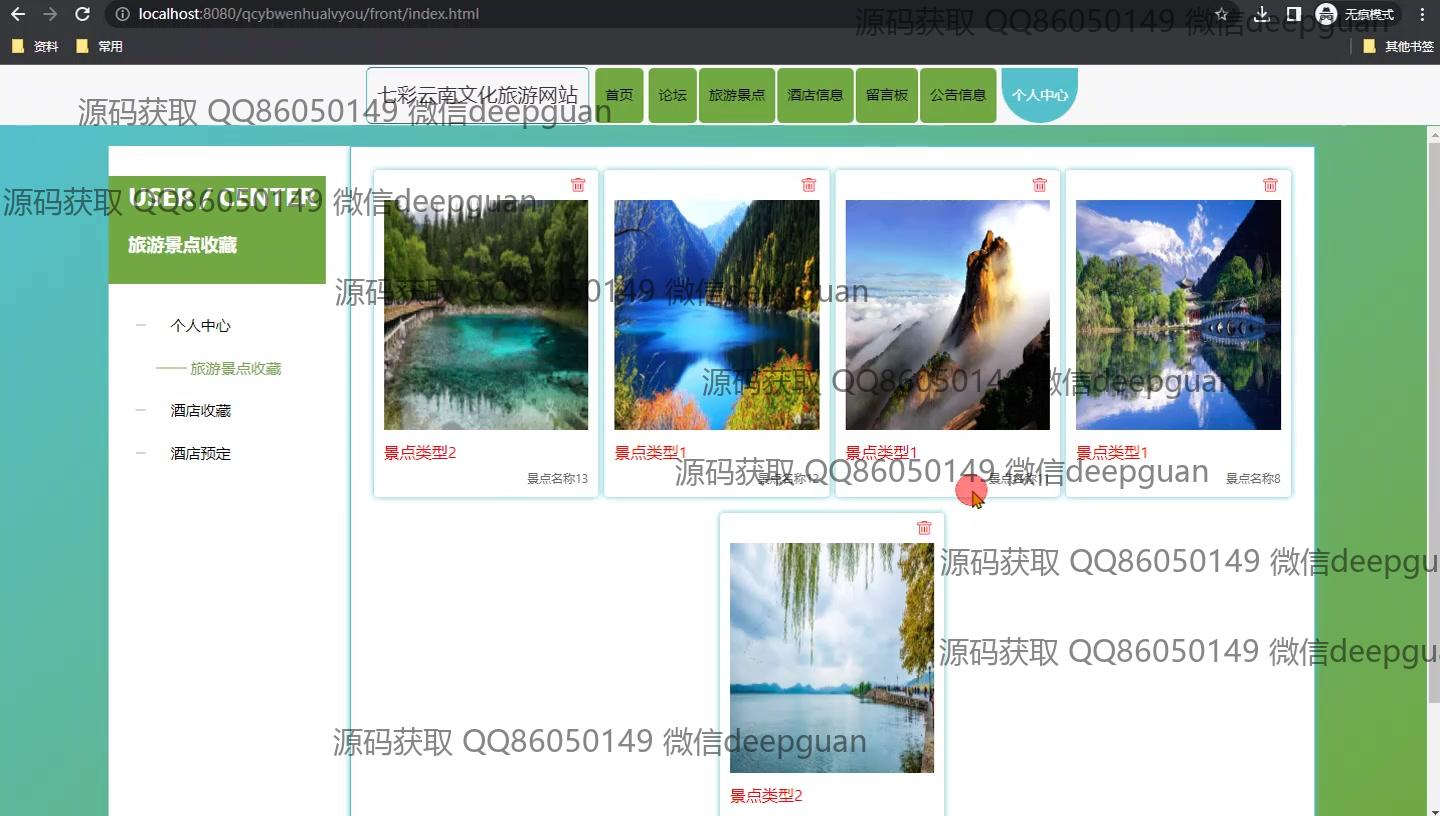 localhost:8080/qcybwenhualvyou/front/index.html
无痕模式
资料
常用
其他书签
源码获取 QQ86050149 微信deepguan
七彩云南文化旅游网站
首页
论坛
旅游景点
酒店信息
留言板
公告信息
个人中心
源码获取 QQ86050149 微信deepguan
USER / CENTER
源码获取 QQ86050149 微信deepguan
旅游景点收藏
源码获取 QQ86050149 微信deepguan
个人中心
旅游景点收藏
源码获取 QQ86050149 微信deepguan
酒店收藏
酒店预定
景点类型2
景点类型1
景点类型1
景点类型1
源码获取 QQ86050149 微信deepguan
景点名称13
景点名称12
景点名称11
景点名称8
源码获取 QQ86050149 微信deepgu
源码获取 QQ86050149 微信deepgu
源码获取 QQ86050149 微信deepguan
景点类型2